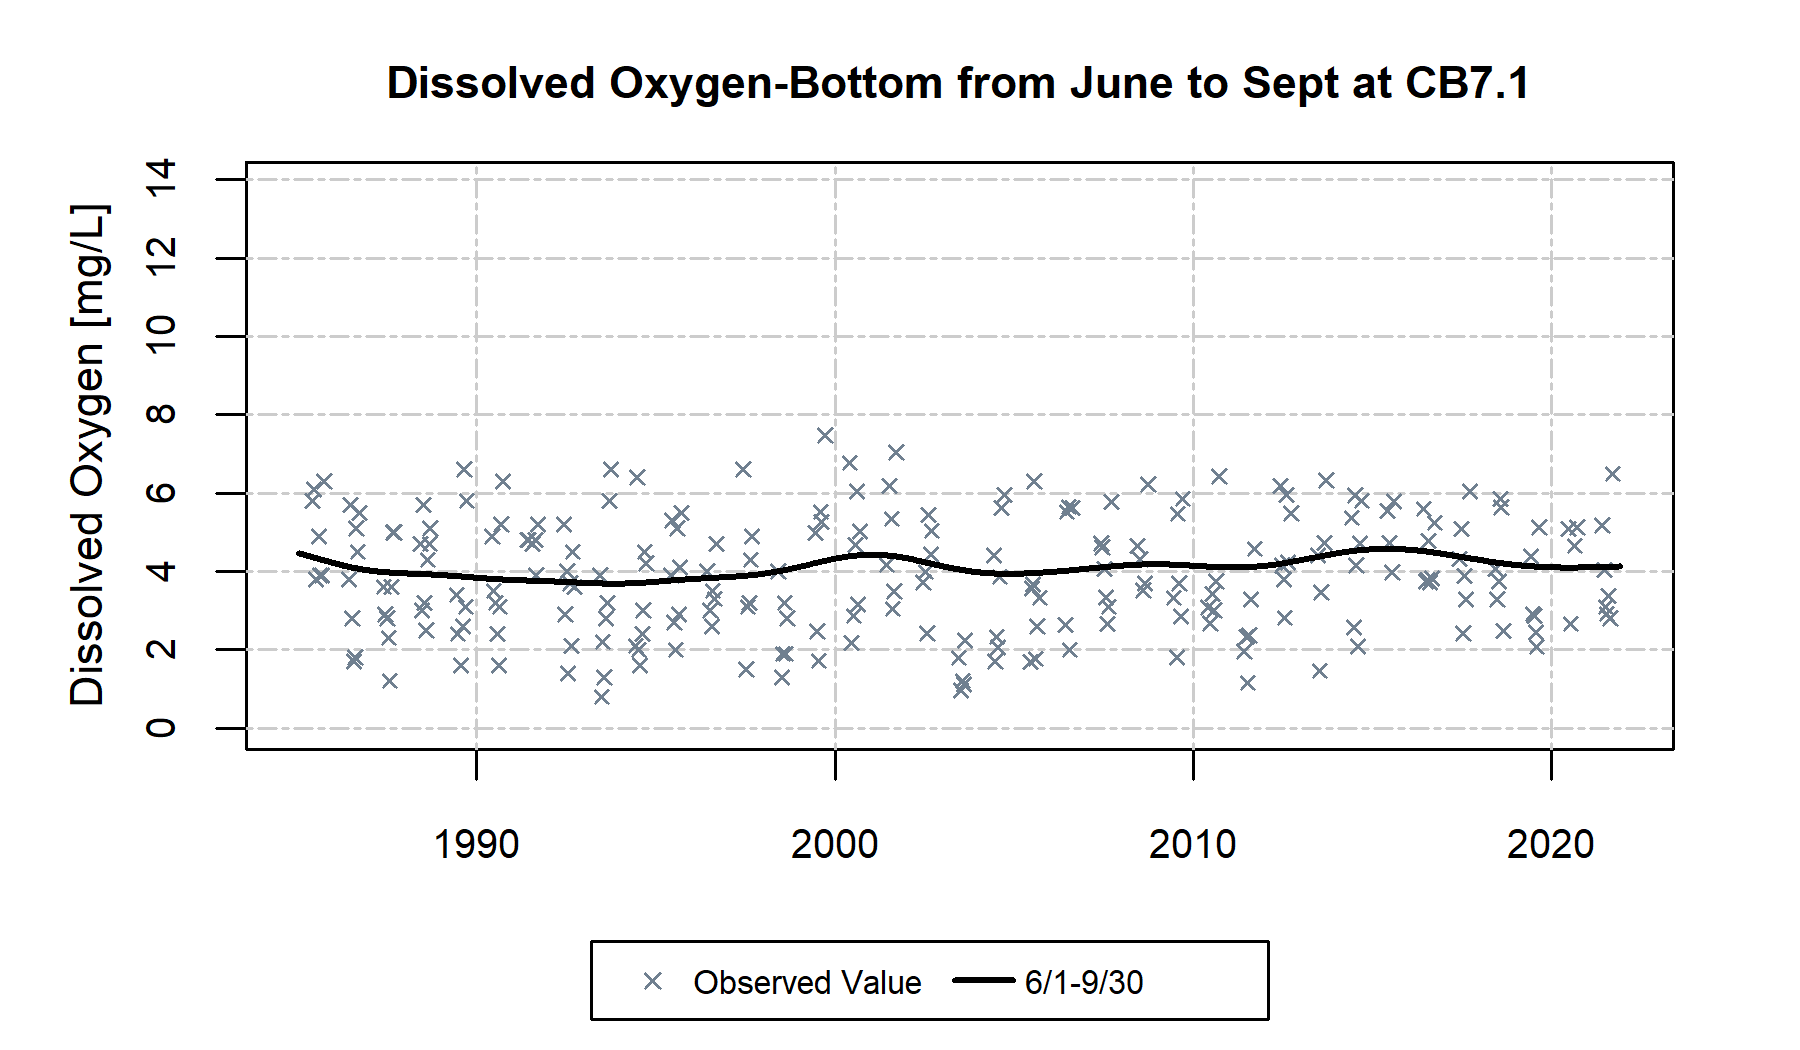 Dissolved Oxygen-Bottom from June to Sept at CB7.1
Dissolved Oxygen [mg/L]
14
12
10
8
6
4
2
0
1990 2000 2010 2020
Observed Value 6/1-9/30